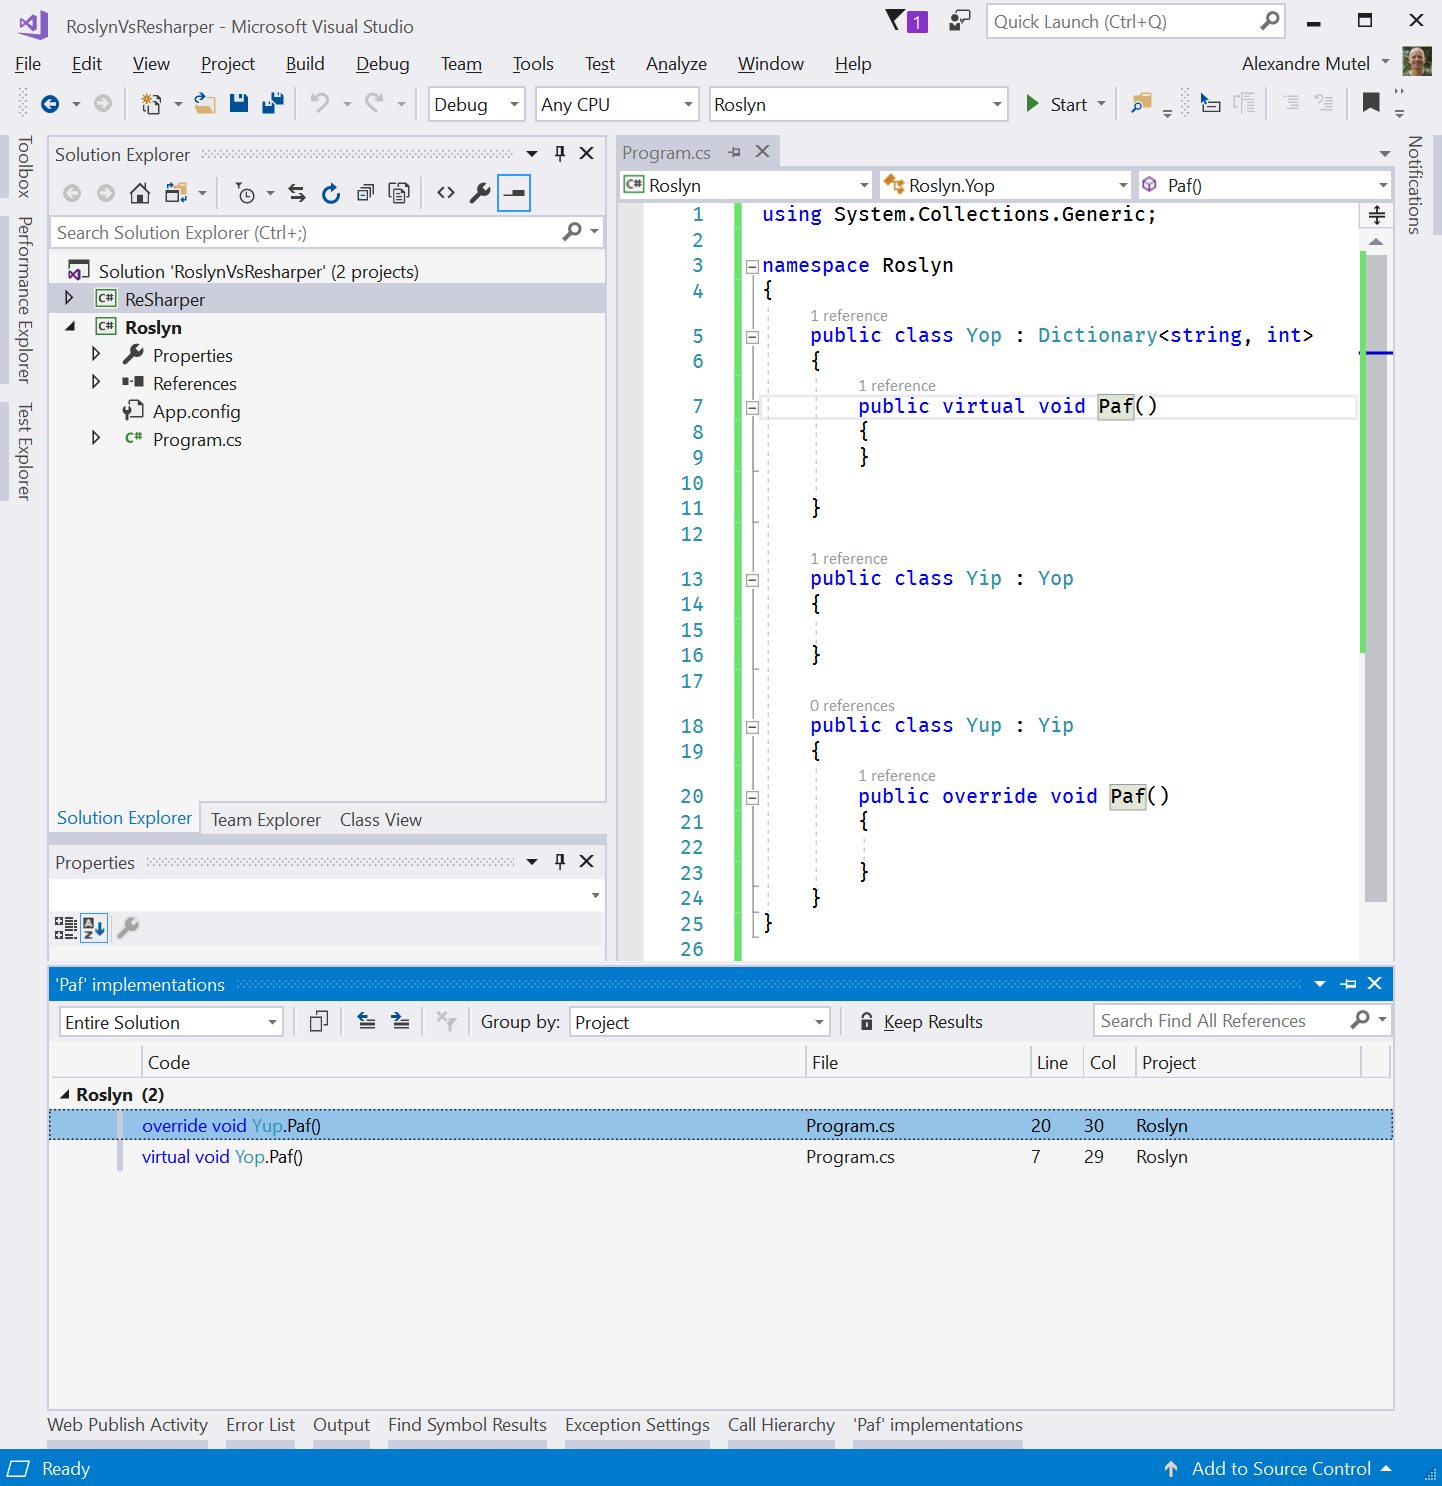 RoslynVsResharper - Microsoft Visual Studio
1
Quick Launch (Ctrl+Q)
File Edit View Project Build Debug Team Tools Test Analyze Window Help
Alexandre Mutel
Debug Any CPU Roslyn Start
Toolbox
Performance Explorer
Test Explorer
Solution Explorer
Search Solution Explorer (Ctrl+;)
Solution 'RoslynVsResharper' (2 projects)
C# ReSharper
C# Roslyn
Properties
References
App.config
C# Program.cs
Solution Explorer Team Explorer Class View
Properties
Program.cs
C# Roslyn Roslyn.Yop Paf()
1 using System.Collections.Generic;
2
3 namespace Roslyn
4 {
1 reference
5 public class Yop : Dictionary<string, int>
6 {
1 reference
7 public virtual void Paf()
8 {
9 }
10
11 }
12
1 reference
13 public class Yip : Yop
14 {
15
16 }
17
0 references
18 public class Yup : Yip
19 {
1 reference
20 public override void Paf()
21 {
22
23 }
24 }
25 }
26
Notifications
'Paf' implementations
Entire Solution Group by: Project Keep Results Search Find All References
Code File Line Col Project
Roslyn (2)
override void Yup.Paf() Program.cs 20 30 Roslyn
virtual void Yop.Paf() Program.cs 7 29 Roslyn
Web Publish Activity Error List Output Find Symbol Results Exception Settings Call Hierarchy 'Paf' implementations
Ready Add to Source Control